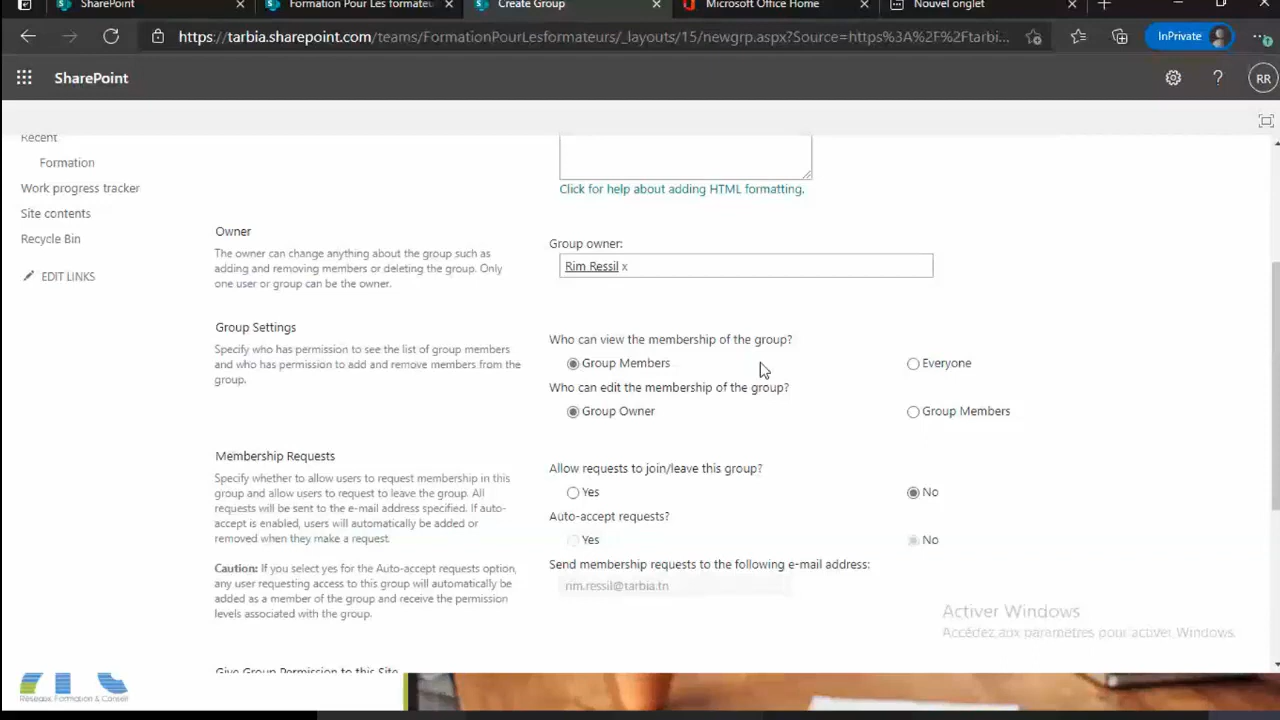 SharePoint
Formation Pour Les formateu
Create Group
Microsoft Office Home
Nouvel onglet
https://tarbia.sharepoint.com/teams/FormationPourLesformateurs/_layouts/15/newgrp.aspx?Source=https%3A%2F%2Ftarbi...
InPrivate
SharePoint
?
RR
Recent
Formation
Work progress tracker
Site contents
Recycle Bin
EDIT LINKS
Click for help about adding HTML formatting.
Owner
The owner can change anything about the group such as
adding and removing members or deleting the group. Only
one user or group can be the owner.
Group owner:
Rim Ressil x
Group Settings
Specify who has permission to see the list of group members
and who has permission to add and remove members from the
group.
Who can view the membership of the group?
Group Members
Everyone
Who can edit the membership of the group?
Group Owner
Group Members
Membership Requests
Specify whether to allow users to request membership in this
group and allow users to request to leave the group. All
requests will be sent to the e-mail address specified. If auto-
accept is enabled, users will automatically be added or
removed when they make a request.
Caution: If you select yes for the Auto-accept requests option,
any user requesting access to this group will automatically be
added as a member of the group and receive the permission
levels associated with the group.
Allow requests to join/leave this group?
Yes
No
Auto-accept requests?
Yes
No
Send membership requests to the following e-mail address:
rim.ressil@tarbia.tn
Activer Windows
Accédez aux paramètres pour activer Windows.
Give Group Permission to this Site
Réseaux, Formation & Conseil